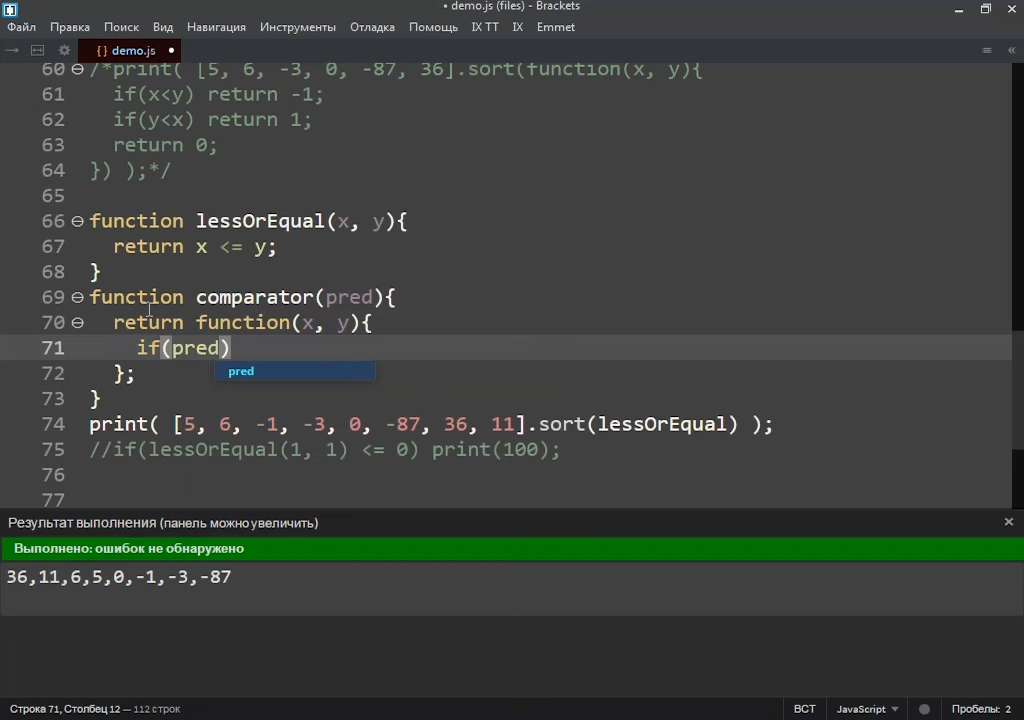 • demo.js (files) - Brackets
Файл Правка Поиск Вид Навигация Инструменты Отладка Помощь IX TT IX Emmet
{} demo.js •
60 /*print( [5, 6, -3, 0, -87, 36].sort(function(x, y){
61 if(x<y) return -1;
62 if(y<x) return 1;
63 return 0;
64 }) );*/
65
66 function lessOrEqual(x, y){
67 return x <= y;
68 }
69 function comparator(pred){
70 return function(x, y){
71 if(pred)
pred
72 };
73 }
74 print( [5, 6, -1, -3, 0, -87, 36, 11].sort(lessOrEqual) );
75 //if(lessOrEqual(1, 1) <= 0) print(100);
76
77
Результат выполнения (панель можно увеличить)
Выполнено: ошибок не обнаружено
36,11,6,5,0,-1,-3,-87
Строка 71, Столбец 12 — 112 строк ВСТ JavaScript Пробелы: 2